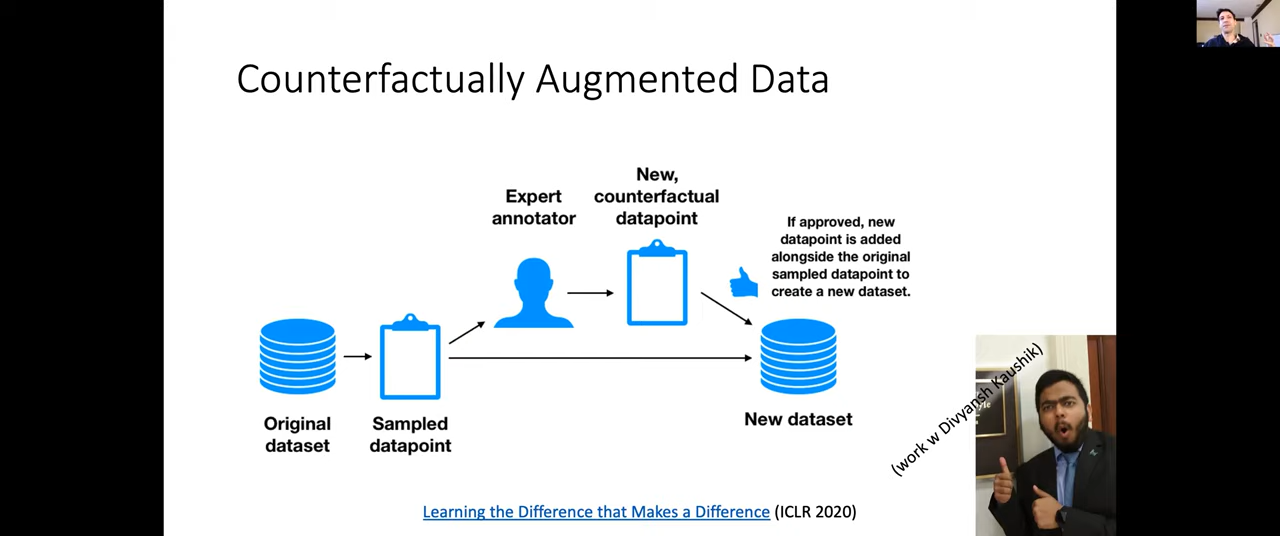 Counterfactually Augmented Data
New,
counterfactual
datapoint
Expert
annotator
If approved, new
datapoint is added
alongside the original
sampled datapoint to
create a new dataset.
Original
dataset
Sampled
datapoint
New dataset
(work w Divyansh Kaushik)
Learning the Difference that Makes a Difference (ICLR 2020)